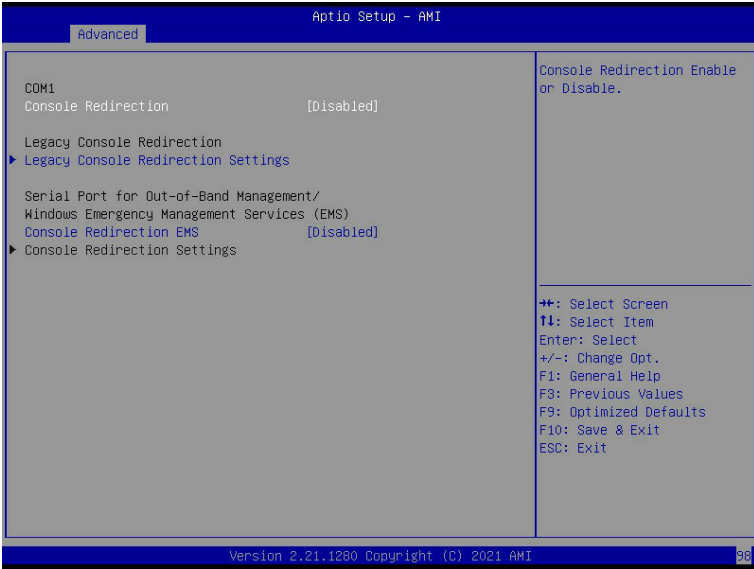 Aptio Setup – AMI
Advanced
COM1
Console Redirection [Disabled]
Legacy Console Redirection
Legacy Console Redirection Settings
Serial Port for Out-of-Band Management/
Windows Emergency Management Services (EMS)
Console Redirection EMS [Disabled]
Console Redirection Settings
Console Redirection Enable
or Disable.
→←: Select Screen
↑↓: Select Item
Enter: Select
+/-: Change Opt.
F1: General Help
F3: Previous Values
F9: Optimized Defaults
F10: Save & Exit
ESC: Exit
Version 2.21.1280 Copyright (C) 2021 AMI
98